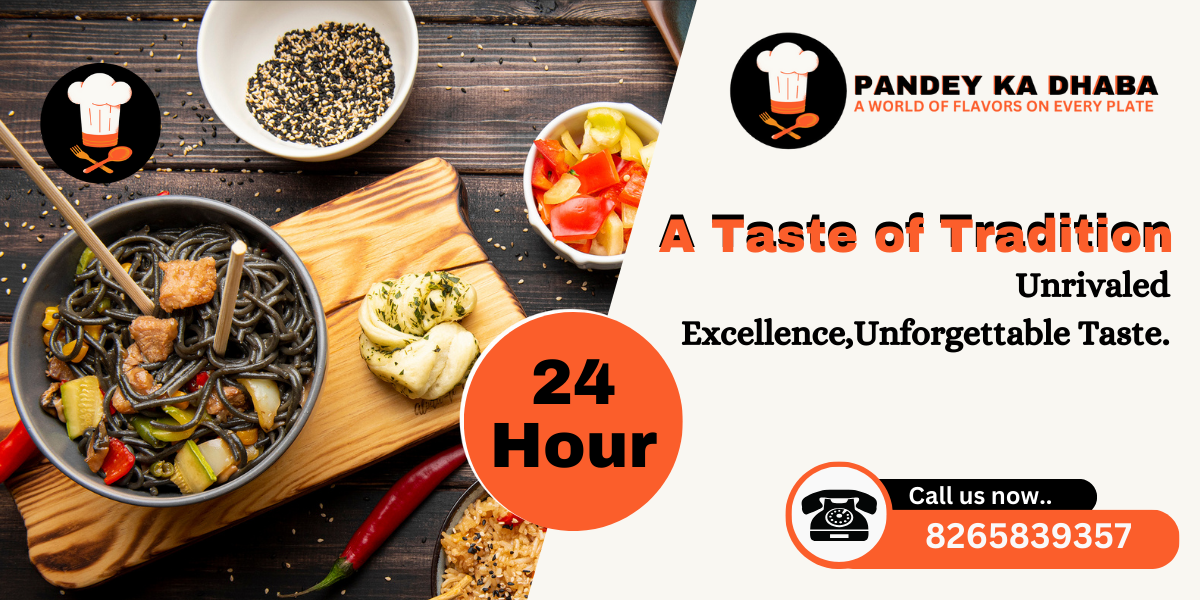 PANDEY KA DHABA
A WORLD OF FLAVORS ON EVERY PLATE
A Taste of Tradition
Unrivaled
Excellence,Unforgettable Taste.
24
Hour
Call us now..
8265839357